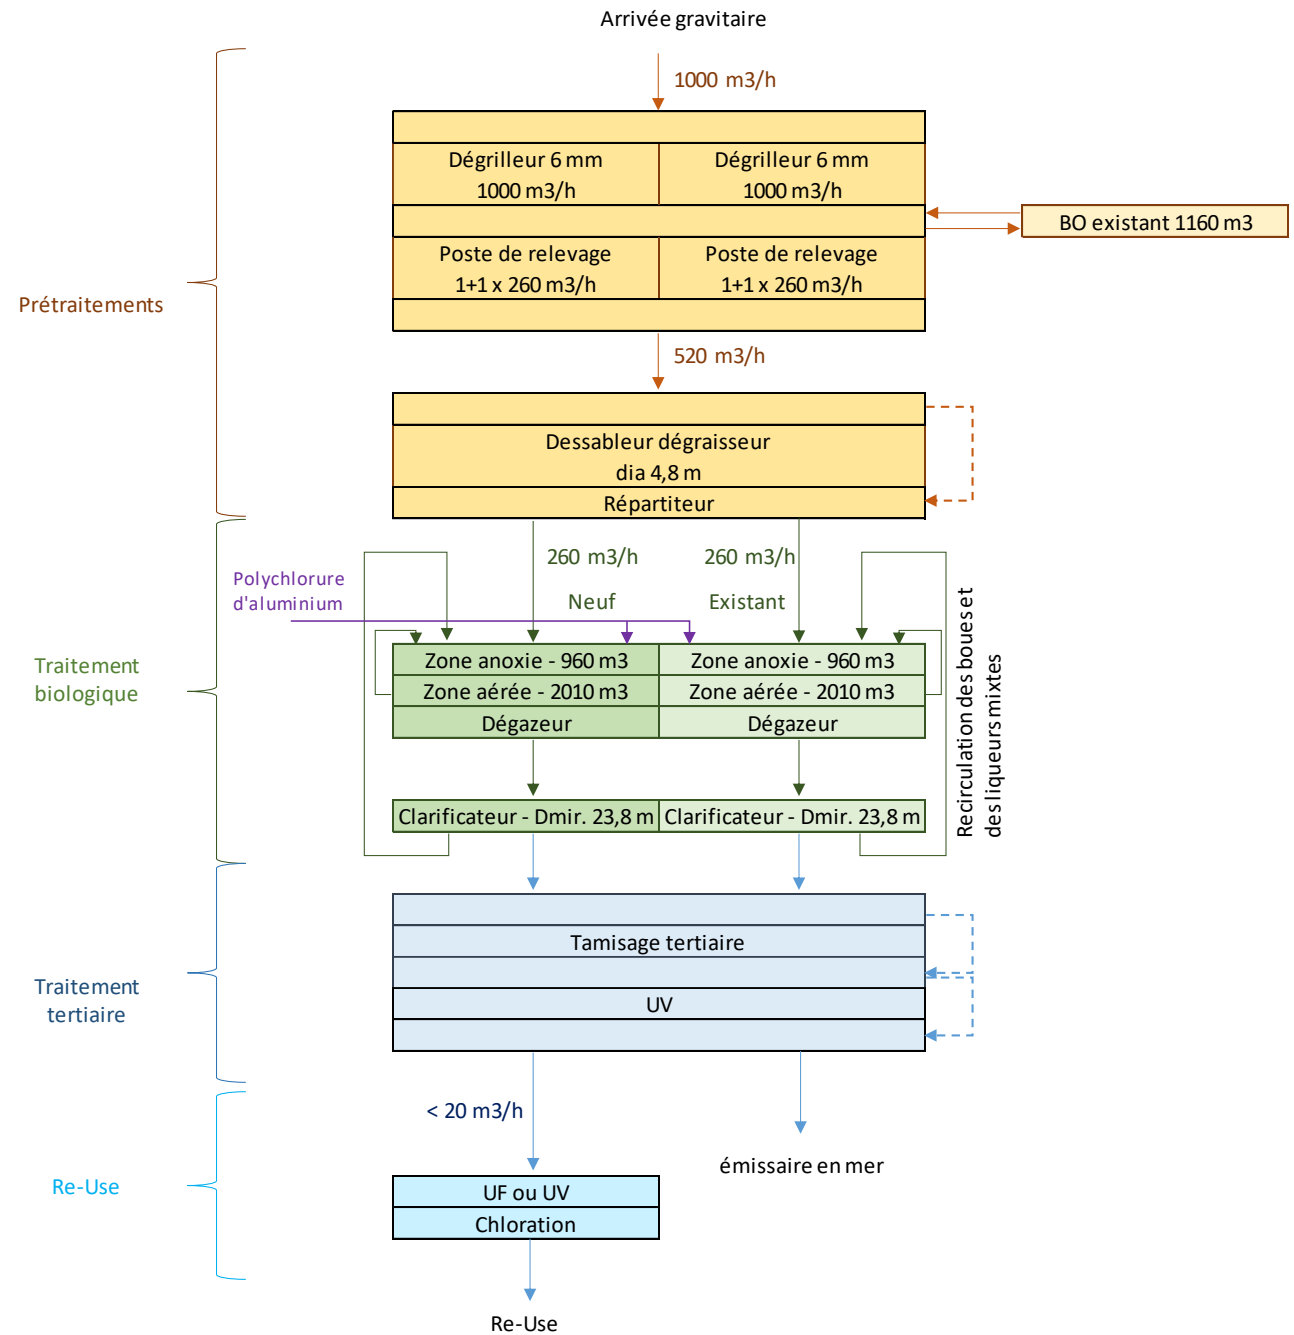 Arrivée gravitaire
1000 m3/h
Dégrilleur 6 mm
1000 m3/h
Dégrilleur 6 mm
1000 m3/h
BO existant 1160 m3
Poste de relevage
1+1 x 260 m3/h
Poste de relevage
1+1 x 260 m3/h
Prétraitements
520 m3/h
Dessableur dégraisseur
dia 4,8 m
Répartiteur
260 m3/h
260 m3/h
Polychlorure
d'aluminium
Neuf
Existant
Traitement
biologique
Zone anoxie - 960 m3
Zone anoxie - 960 m3
Zone aérée - 2010 m3
Zone aérée - 2010 m3
Dégazeur
Dégazeur
Recirculation des boues et
des liqueurs mixtes
Clarificateur - Dmir. 23,8 m
Clarificateur - Dmir. 23,8 m
Tamisage tertiaire
Traitement
tertiaire
UV
< 20 m3/h
émissaire en mer
Re-Use
UF ou UV
Chloration
Re-Use